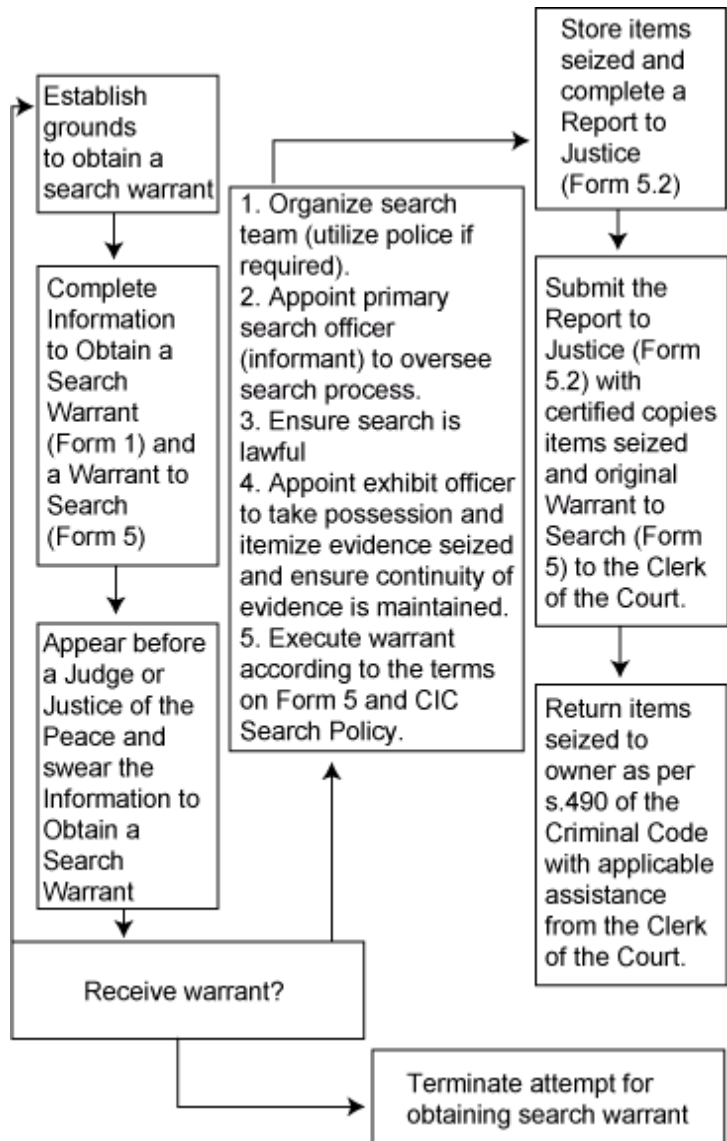 Establish
grounds
to obtain a
search warrant
Complete
Information
to Obtain a
Search
Warrant
(Form 1) and
a Warrant to
Search
(Form 5)
Appear before
a Judge or
Justice of the
Peace and
swear the
Information to
Obtain a
Search
Warrant
Receive warrant?
1. Organize search
team (utilize police if
required).
2. Appoint primary
search officer
(informant) to oversee
search process.
3. Ensure search is
lawful
4. Appoint exhibit officer
to take possession and
itemize evidence seized
and ensure continuity of
evidence is maintained.
5. Execute warrant
according to the terms
on Form 5 and CIC
Search Policy.
Store items
seized and
complete a
Report to
Justice
(Form 5.2)
Submit the
Report to
Justice (Form
5.2) with
certified copies
items seized
and original
Warrant to
Search (Form
5) to the Clerk
of the Court.
Return items
seized to
owner as per
s.490 of the
Criminal Code
with applicable
assistance
from the Clerk
of the Court.
Terminate attempt for
obtaining search warrant